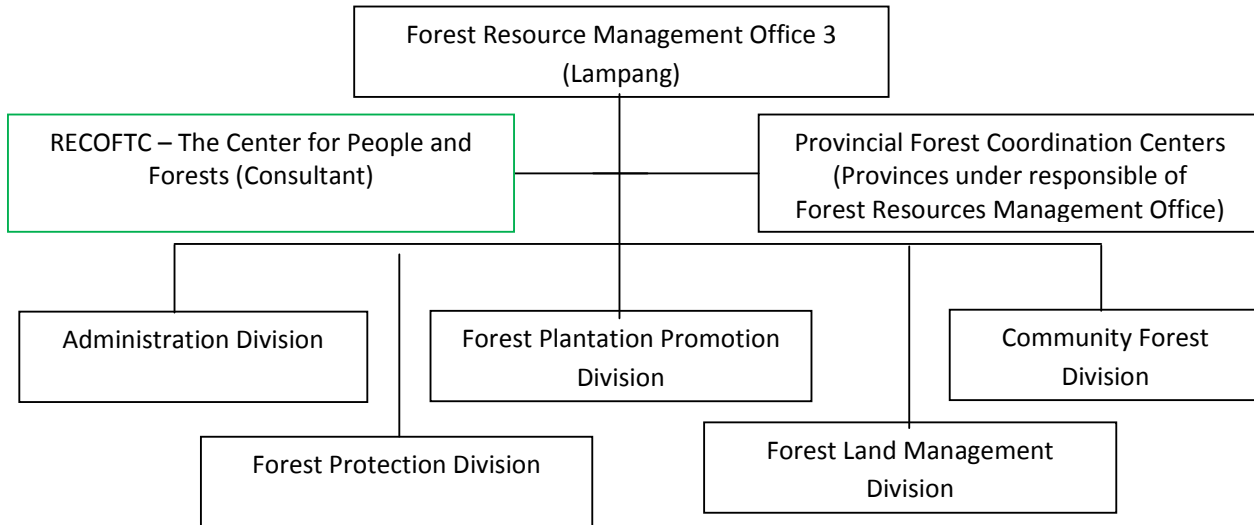 Forest Resource Management Office 3
(Lampang)
RECOFTC – The Center for People and
Forests (Consultant)
Provincial Forest Coordination Centers
(Provinces under responsible of
Forest Resources Management Office)
Administration Division
Forest Plantation Promotion
Division
Community Forest
Division
Forest Protection Division
Forest Land Management
Division